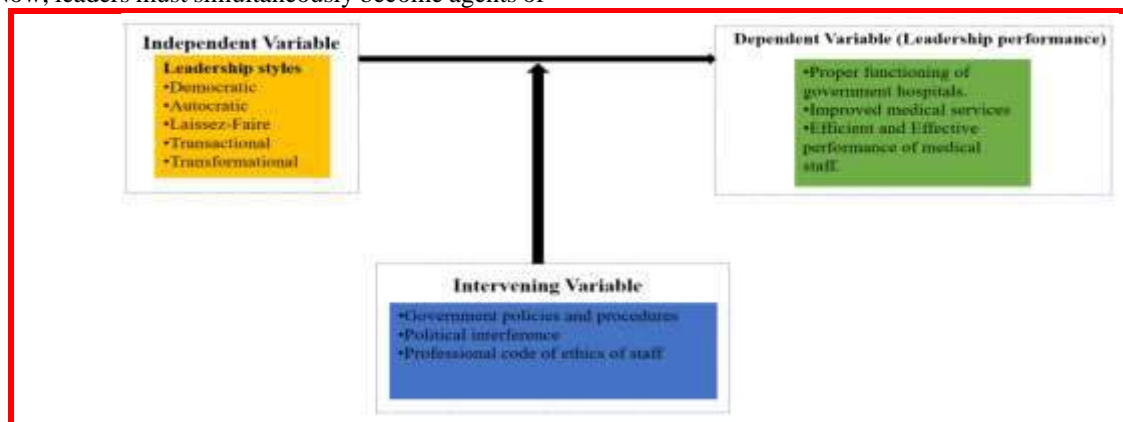 Now, leaders must simultaneously become agents of
Independent Variable
Leadership styles
•Democratic
•Autocratic
•Laissez-Faire
•Transactional
•Transformational
Dependent Variable (Leadership performance)
•Proper functioning of
government hospitals.
•Improved medical services
•Efficient and Effective
performance of medical
staff.
Intervening Variable
•Government policies and procedures
•Political interference
•Professional code of ethics of staff